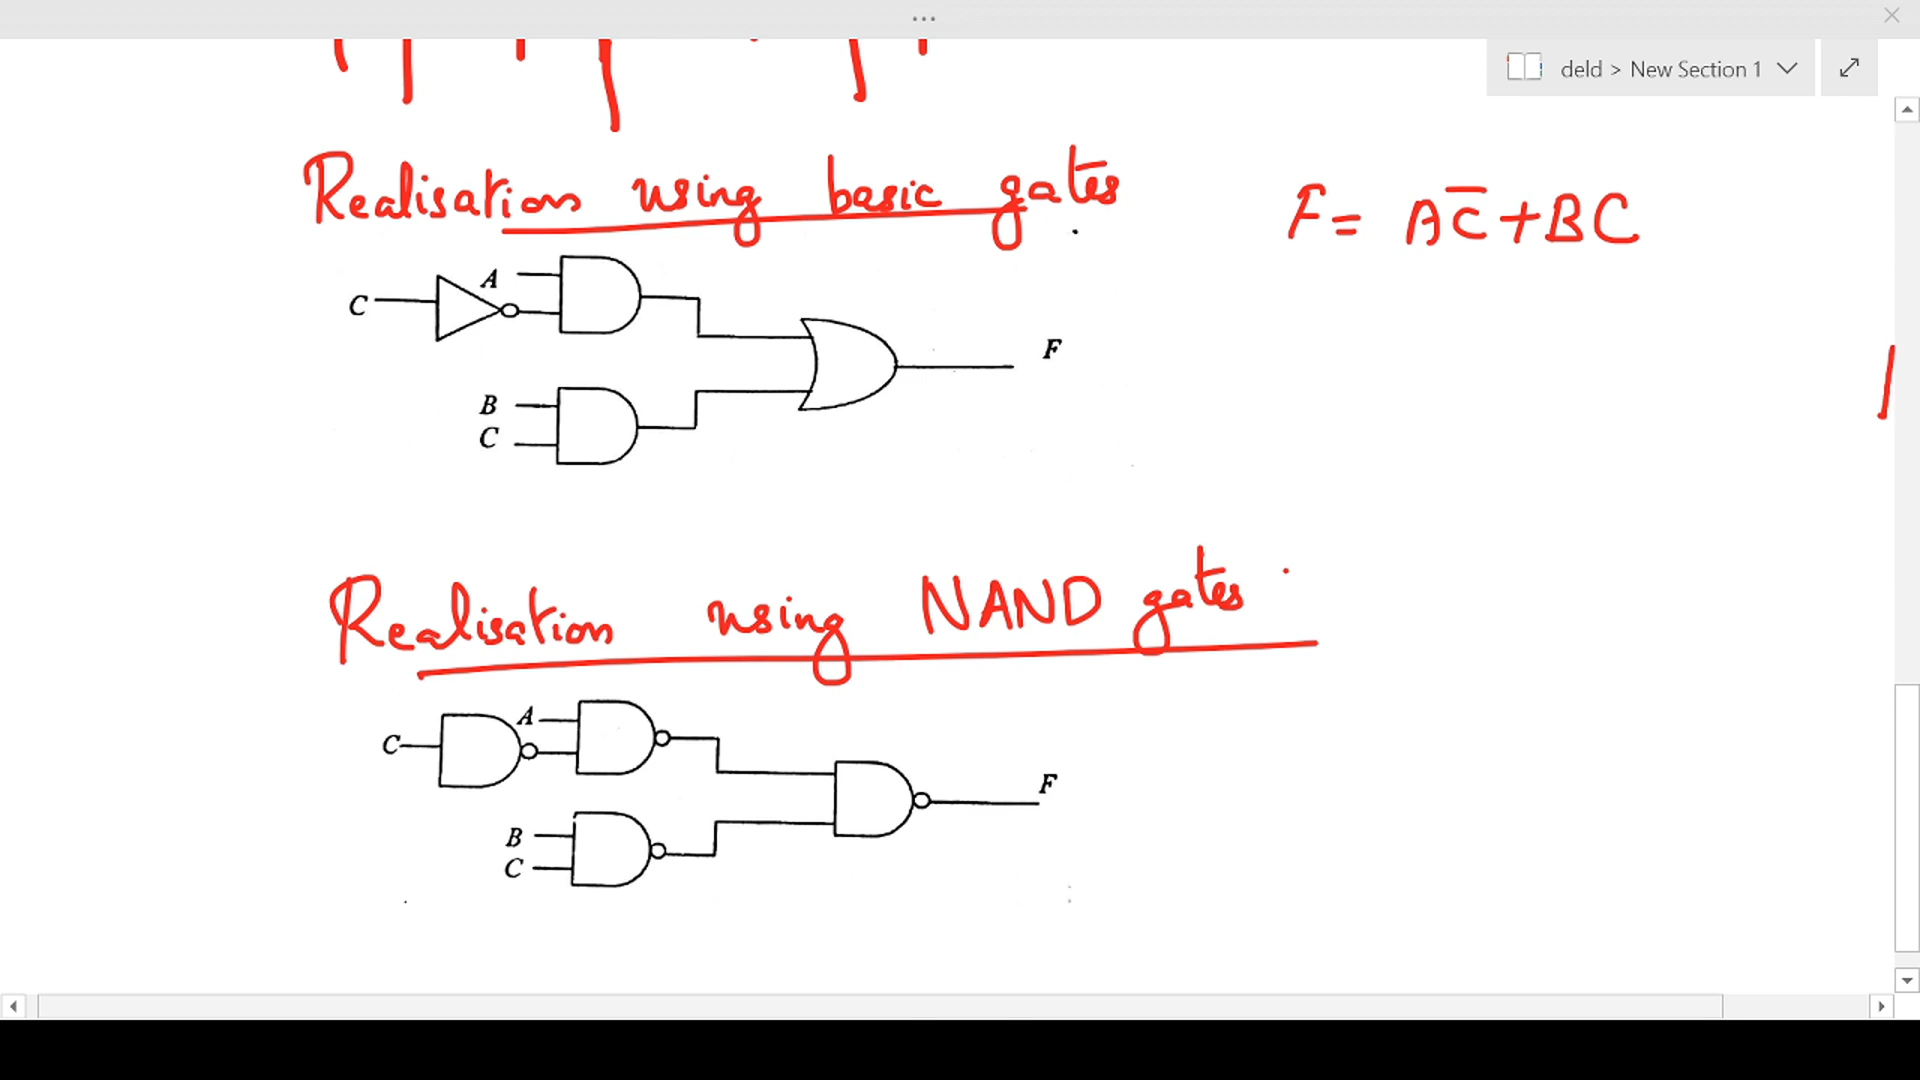 deld > New Section 1
Realisation using basic gates
F = AC̅ + BC
A
C
F
B
C
Realisation using NAND gates
A
C
F
B
C